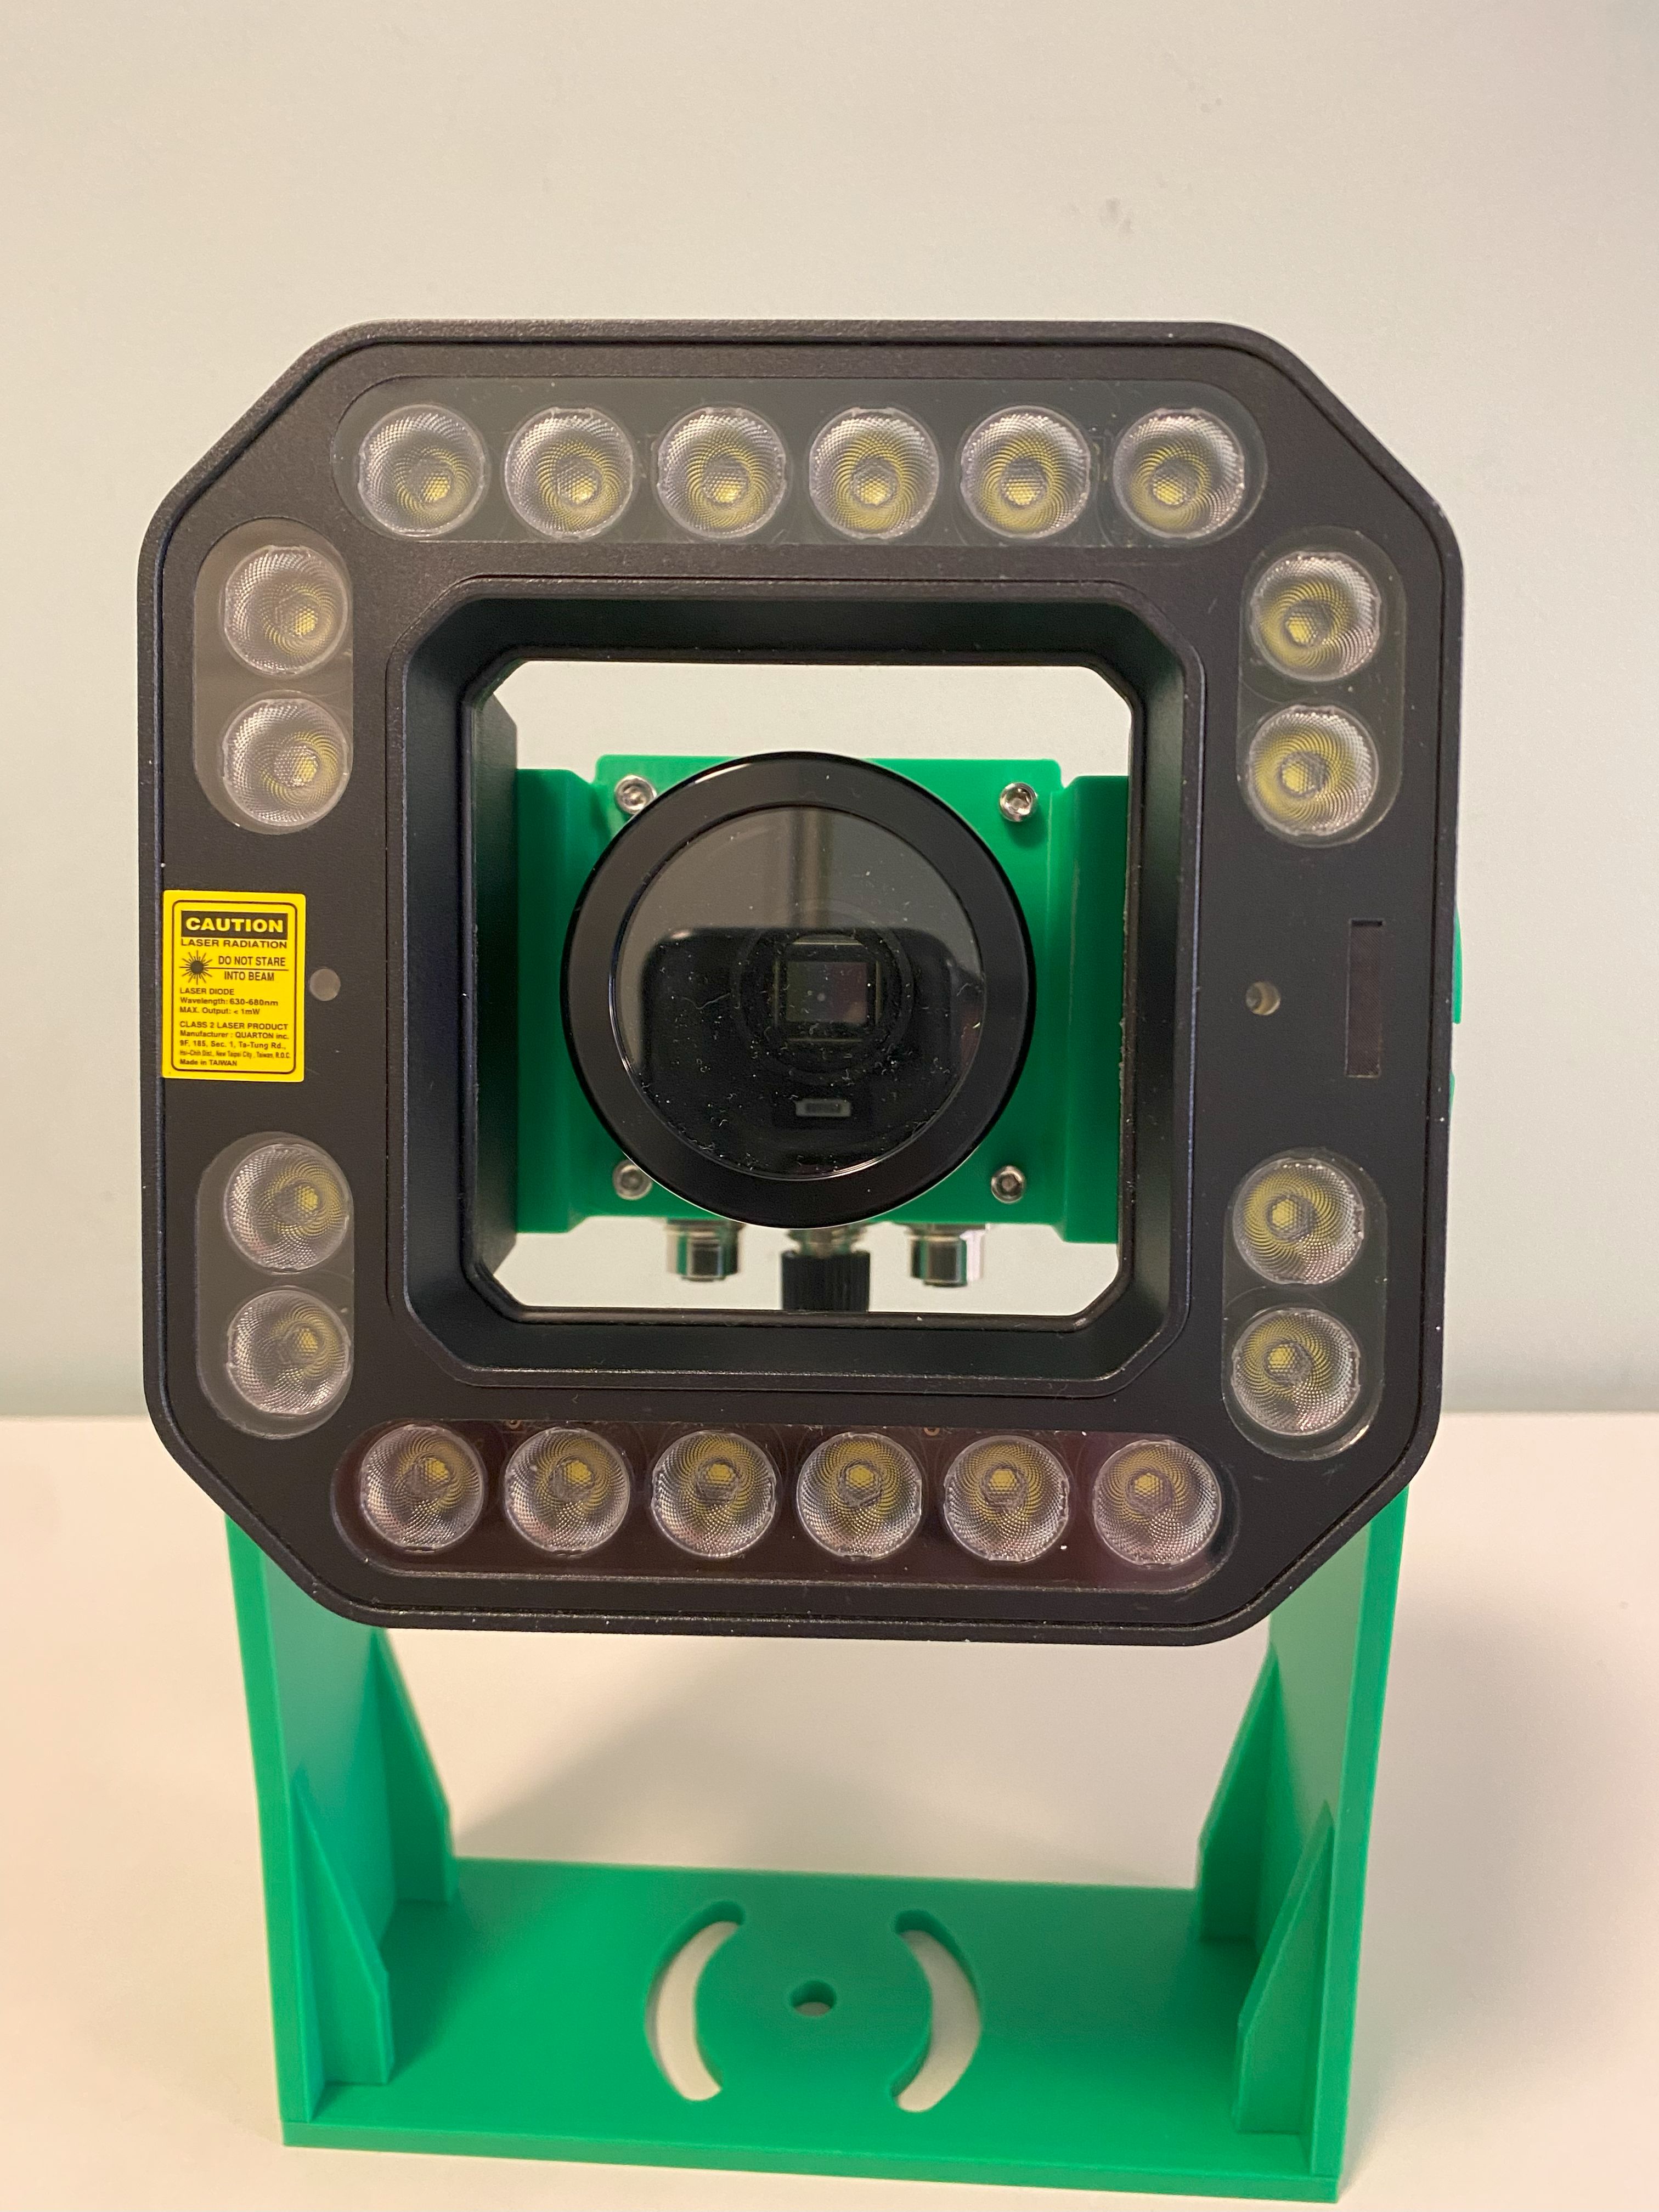 CAUTION
LASER RADIATION
DO NOT STARE
INTO BEAM
LASER DIODE
Wavelength: 630-680nm
MAX. Output: < 1mW
CLASS 2 LASER PRODUCT
Manufacturer : QUARTON inc.
9F, 185, Sec. 1, Ta-Tung Rd.,
Hsi-Chih Dist., New Taipei City , Taiwan, R.O.C.
Made in TAIWAN